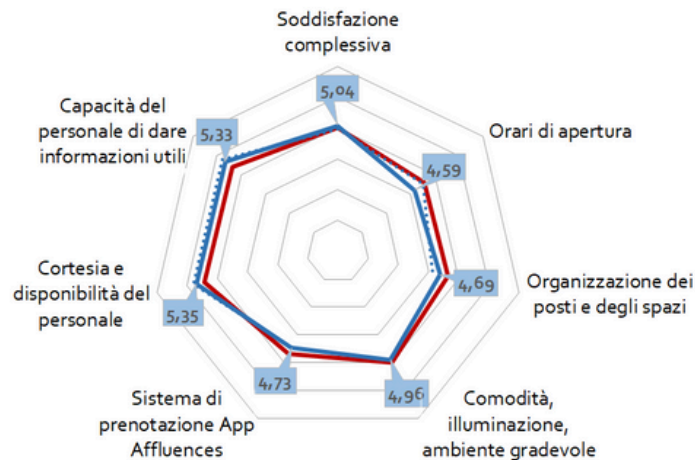 Soddisfazione
complessiva
5,04
Orari di apertura
4,59
Organizzazione dei
posti e degli spazi
4,69
Comodità,
illuminazione,
ambiente gradevole
4,96
Sistema di
prenotazione App
Affluences
4,73
Cortesia e
disponibilità del
personale
5,35
Capacità del
personale di dare
informazioni utili
5,33